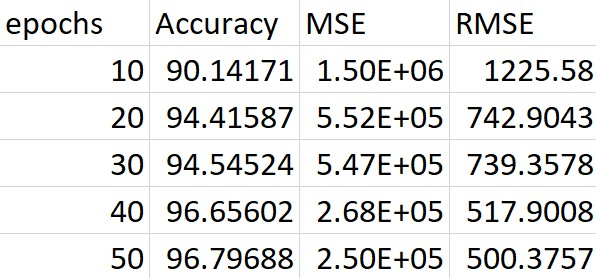 epochs Accuracy MSE RMSE
10 90.14171 1.50E+06 1225.58
20 94.41587 5.52E+05 742.9043
30 94.54524 5.47E+05 739.3578
40 96.65602 2.68E+05 517.9008
50 96.79688 2.50E+05 500.3757